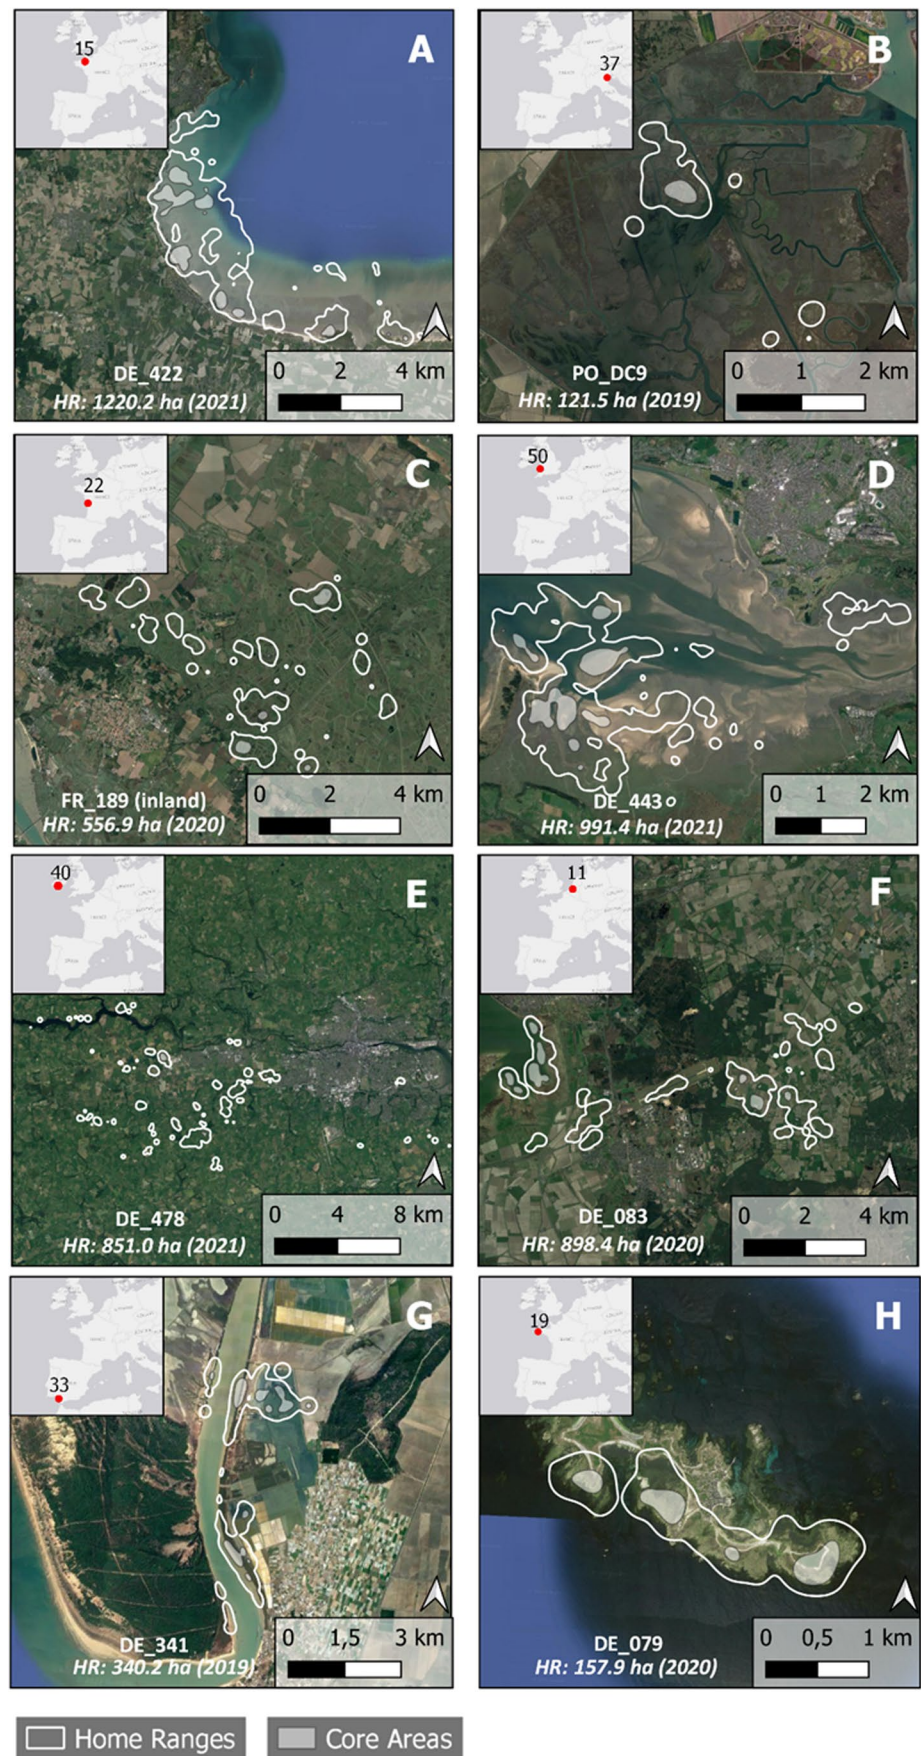 15
A
DE_422
HR: 1220.2 ha (2021)
0 2 4 km
37
B
PO_DC9
HR: 121.5 ha (2019)
0 1 2 km
22
C
FR_189 (inland)
HR: 556.9 ha (2020)
0 2 4 km
50
D
DE_443
HR: 991.4 ha (2021)
0 1 2 km
40
E
DE_478
HR: 851.0 ha (2021)
0 4 8 km
11
F
DE_083
HR: 898.4 ha (2020)
0 2 4 km
33
G
DE_341
HR: 340.2 ha (2019)
0 1,5 3 km
19
H
DE_079
HR: 157.9 ha (2020)
0 0,5 1 km
Home Ranges
Core Areas